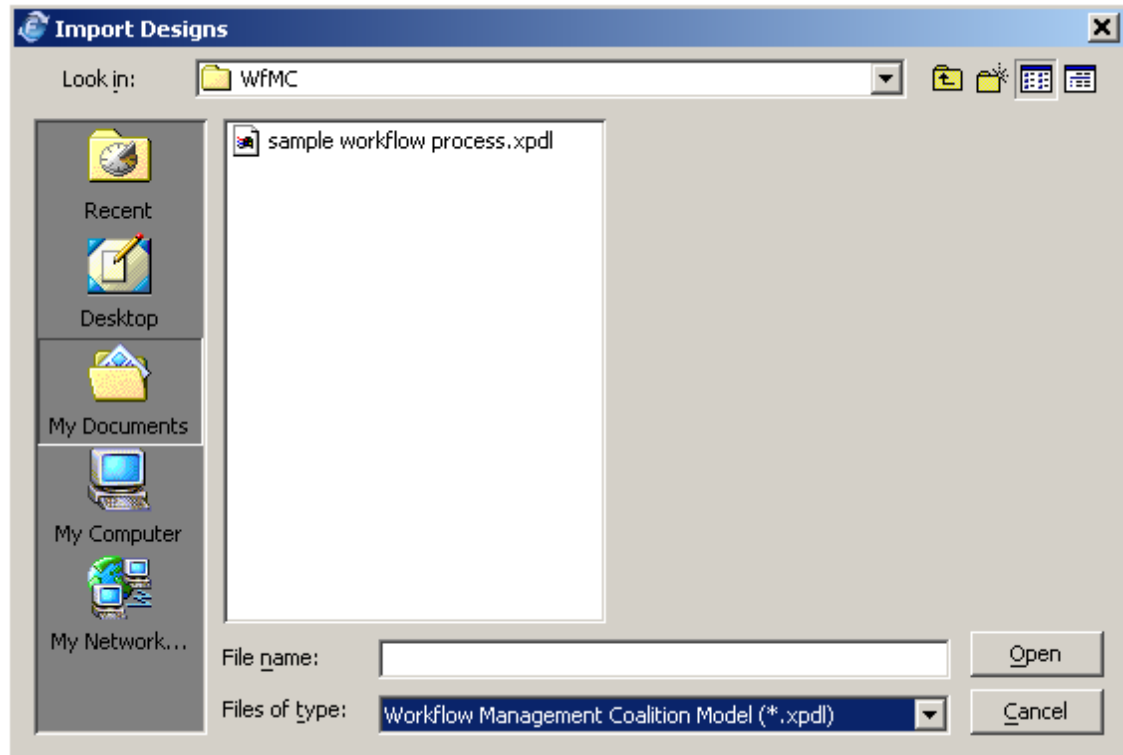 Import Designs
Look in:
WfMC
sample workflow process.xpdl
Recent
Desktop
My Documents
My Computer
My Network...
File name:
Open
Files of type:
Workflow Management Coalition Model (*.xpdl)
Cancel